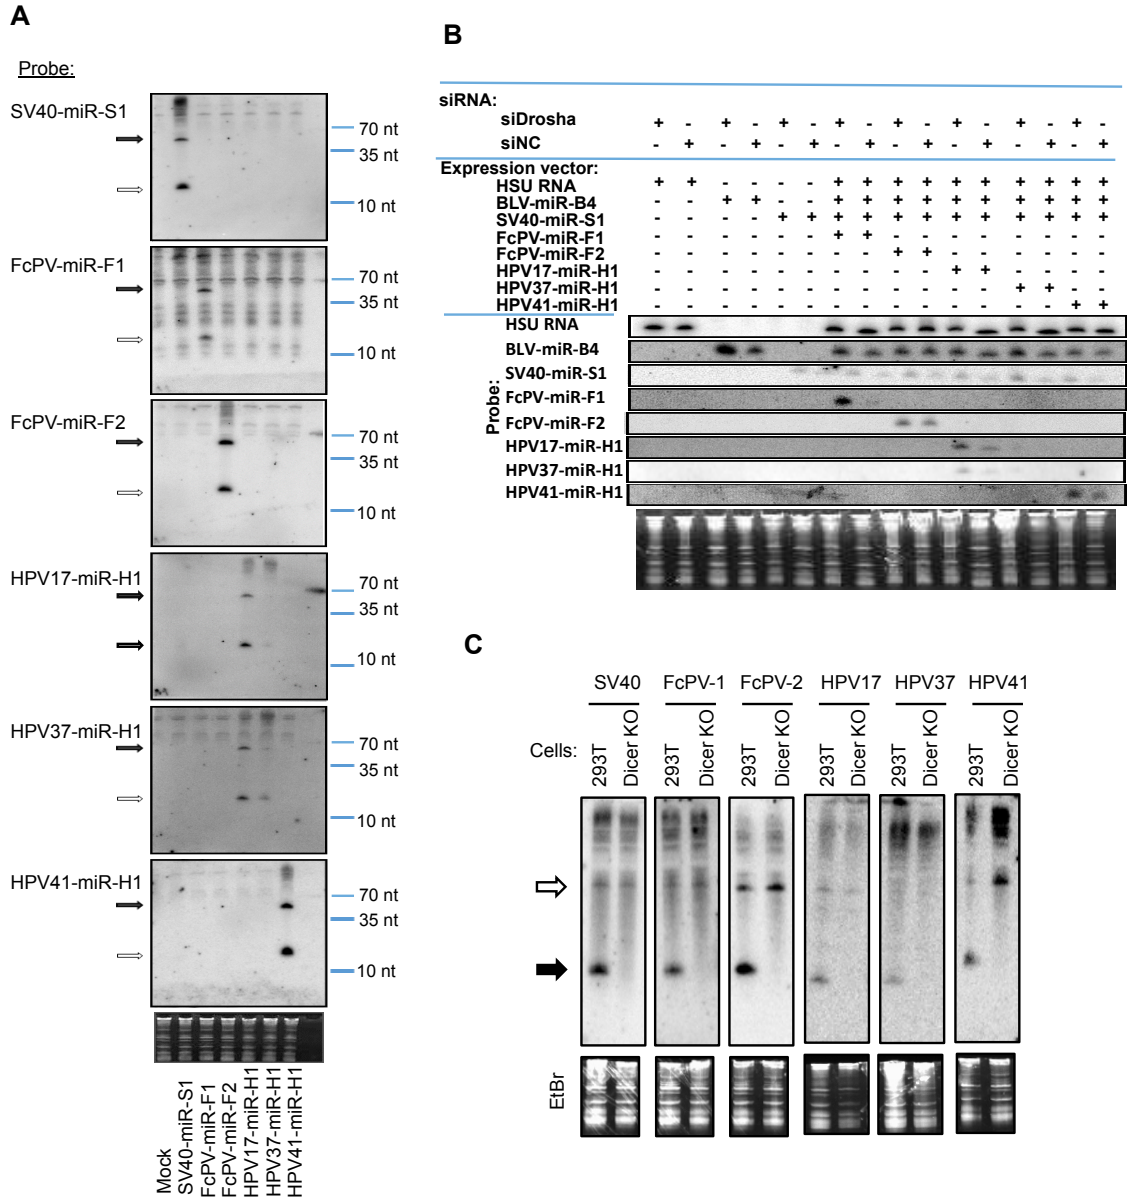 A
Probe:
SV40-miR-S1
70 nt
35 nt
10 nt
FcPV-miR-F1
70 nt
35 nt
10 nt
FcPV-miR-F2
70 nt
35 nt
10 nt
HPV17-miR-H1
70 nt
35 nt
10 nt
HPV37-miR-H1
70 nt
35 nt
10 nt
HPV41-miR-H1
70 nt
35 nt
10 nt
Mock
SV40-miR-S1
FcPV-miR-F1
FcPV-miR-F2
HPV17-miR-H1
HPV37-miR-H1
HPV41-miR-H1
B
siRNA:
siDrosha + - + - + - + - + - + - + - + -
siNC - + - + - + - + - + - + - + - +
Expression vector:
HSU RNA + + - - - - + + + + + + + + + +
BLV-miR-B4 - - + + - - + + + + + + + + + +
SV40-miR-S1 - - - - + + + + + + + + + + + +
FcPV-miR-F1 - - - - - - + + - - - - - - - -
FcPV-miR-F2 - - - - - - - - + + - - - - - -
HPV17-miR-H1 - - - - - - - - - - + + - - - -
HPV37-miR-H1 - - - - - - - - - - - - + + - -
HPV41-miR-H1 - - - - - - - - - - - - - - + +
Probe:
HSU RNA
BLV-miR-B4
SV40-miR-S1
FcPV-miR-F1
FcPV-miR-F2
HPV17-miR-H1
HPV37-miR-H1
HPV41-miR-H1
C
SV40 FcPV-1 FcPV-2 HPV17 HPV37 HPV41
Cells: 293T Dicer KO 293T Dicer KO 293T Dicer KO 293T Dicer KO 293T Dicer KO 293T Dicer KO
EtBr